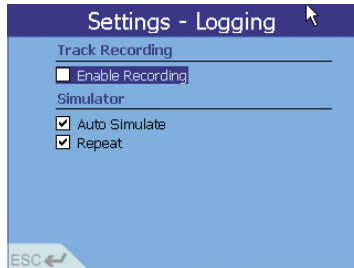 Settings - Logging
Track Recording
Enable Recording
Simulator
Auto Simulate
Repeat
ESC